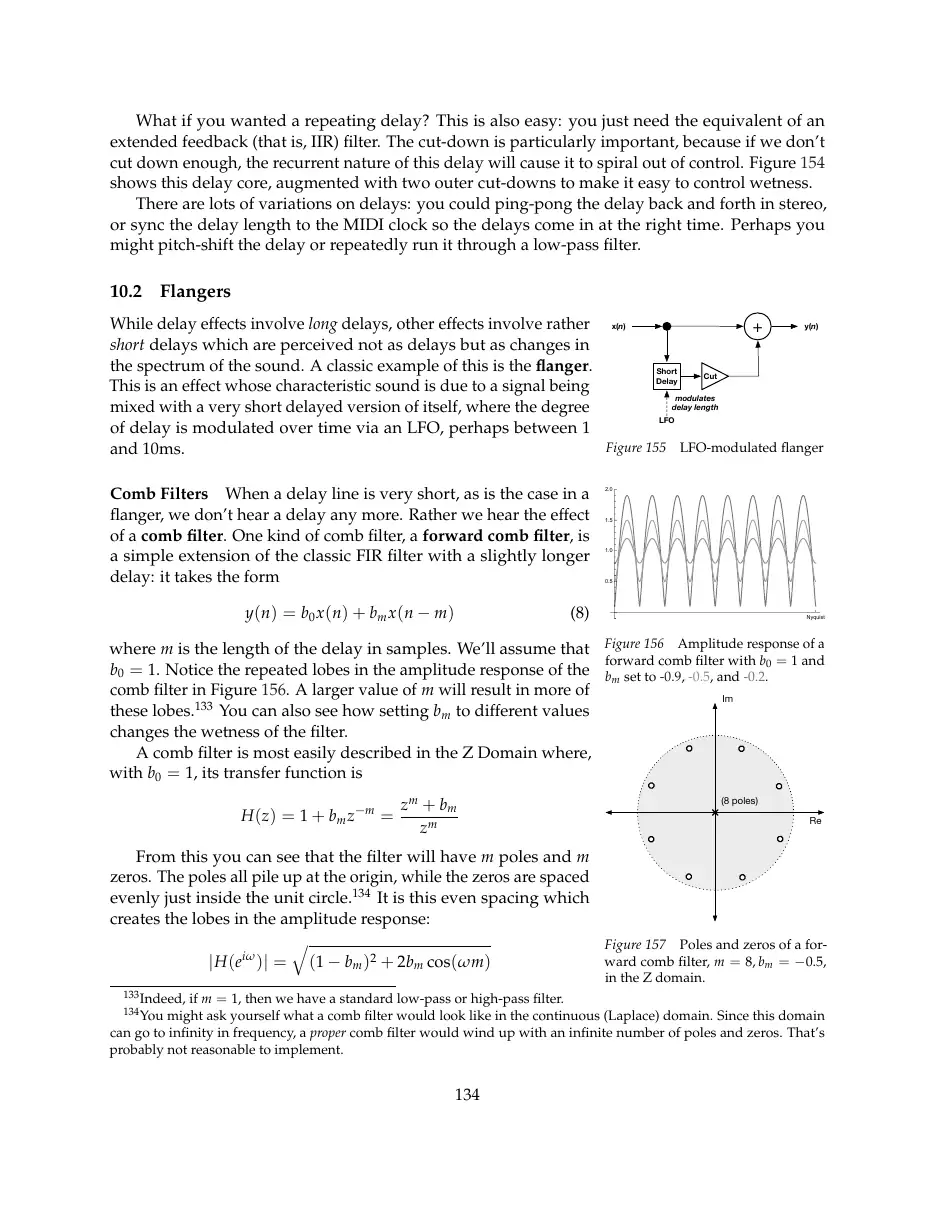 What if you wanted a repeating delay? This is also easy: you just need the equivalent of an
extended feedback (that is, IIR) filter. The cut-down is particularly important, because if we don't
cut down enough, the recurrent nature of this delay will cause it to spiral out of control. Figure 154
shows this delay core, augmented with two outer cut-downs to make it easy to control wetness.
There are lots of variations on delays: you could ping-pong the delay back and forth in stereo,
or sync the delay length to the MIDI clock so the delays come in at the right time. Perhaps you
might pitch-shift the delay or repeatedly run it through a low-pass filter.
10.2 Flangers
While delay effects involve long delays, other effects involve rather
short delays which are perceived not as delays but as changes in
the spectrum of the sound. A classic example of this is the flanger.
This is an effect whose characteristic sound is due to a signal being
mixed with a very short delayed version of itself, where the degree
of delay is modulated over time via an LFO, perhaps between 1
and 10ms.
x(n)
+
y(n)
Short
Delay
Cut
modulates
delay length
LFO
Figure 155 LFO-modulated flanger
Comb Filters When a delay line is very short, as is the case in a
flanger, we don't hear a delay any more. Rather we hear the effect
of a comb filter. One kind of comb filter, a forward comb filter, is
a simple extension of the classic FIR filter with a slightly longer
delay: it takes the form
y(n) = b₀x(n) + bₘx(n − m) (8)
where m is the length of the delay in samples. We'll assume that
b₀ = 1. Notice the repeated lobes in the amplitude response of the
comb filter in Figure 156. A larger value of m will result in more of
these lobes.¹³³ You can also see how setting bₘ to different values
changes the wetness of the filter.
A comb filter is most easily described in the Z Domain where,
with b₀ = 1, its transfer function is
H(z) = 1 + bₘz⁻ᵐ = (zᵐ + bₘ) / zᵐ
From this you can see that the filter will have m poles and m
zeros. The poles all pile up at the origin, while the zeros are spaced
evenly just inside the unit circle.¹³⁴ It is this even spacing which
creates the lobes in the amplitude response:
|H(e^{iω})| = √((1 − bₘ)2 + 2bₘ cos(ωm)
2.0
1.5
1.0
0.5
Nyquist
Figure 156 Amplitude response of a
forward comb filter with b₀ = 1 and
bₘ set to -0.9, -0.5, and -0.2.
Im
(8 poles)
Re
Figure 157 Poles and zeros of a for-
ward comb filter, m = 8, bₘ = −0.5,
in the Z domain.
¹³³Indeed, if m = 1, then we have a standard low-pass or high-pass filter.
¹³⁴You might ask yourself what a comb filter would look like in the continuous (Laplace) domain. Since this domain
can go to infinity in frequency, a proper comb filter would wind up with an infinite number of poles and zeros. That's
probably not reasonable to implement.
134